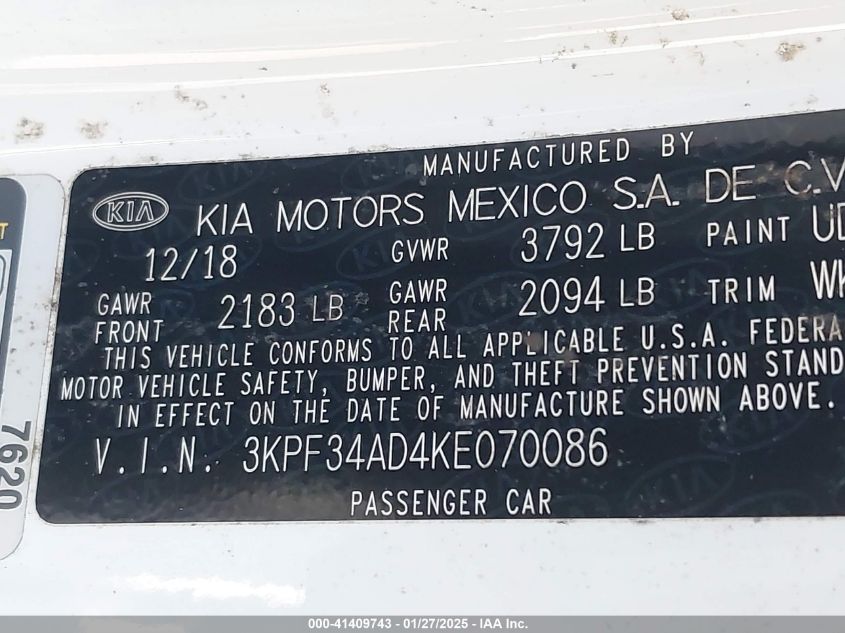 MANUFACTURED BY
KIA KIA MOTORS MEXICO S.A. DE C.V
12/18 GVWR 3792 LB PAINT UD
GAWR FRONT 2183 LB GAWR REAR 2094 LB TRIM WK
THIS VEHICLE CONFORMS TO ALL APPLICABLE U.S.A. FEDERA
MOTOR VEHICLE SAFETY, BUMPER, AND THEFT PREVENTION STAND
IN EFFECT ON THE DATE OF MANUFACTURE SHOWN ABOVE.
V.I.N. 3KPF34AD4KE070086
PASSENGER CAR
7620
000-41409743 - 01/27/2025 - IAA Inc.